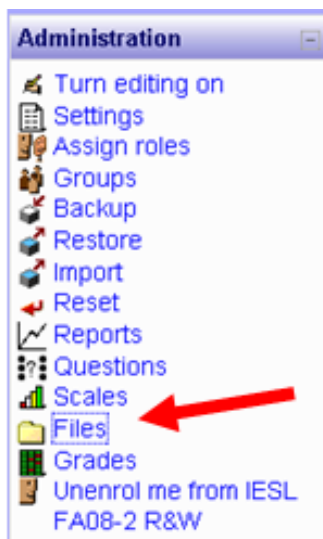 Administration
Turn editing on
Settings
Assign roles
Groups
Backup
Restore
Import
Reset
Reports
Questions
Scales
Files
Grades
Unenrol me from IESL
FA08-2 R&W